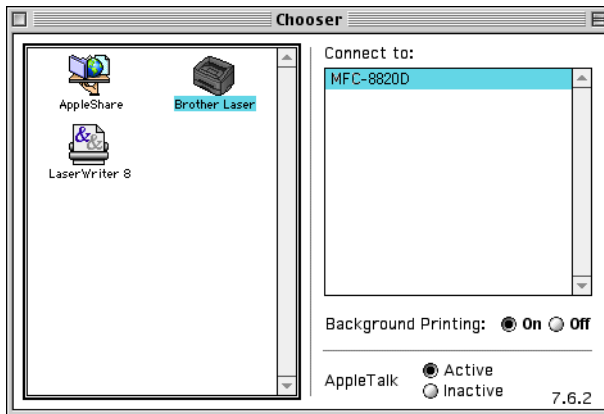 Chooser
AppleShare
Brother Laser
LaserWriter 8
Connect to:
MFC-8820D
Background Printing: On Off
AppleTalk Active
Inactive
7.6.2